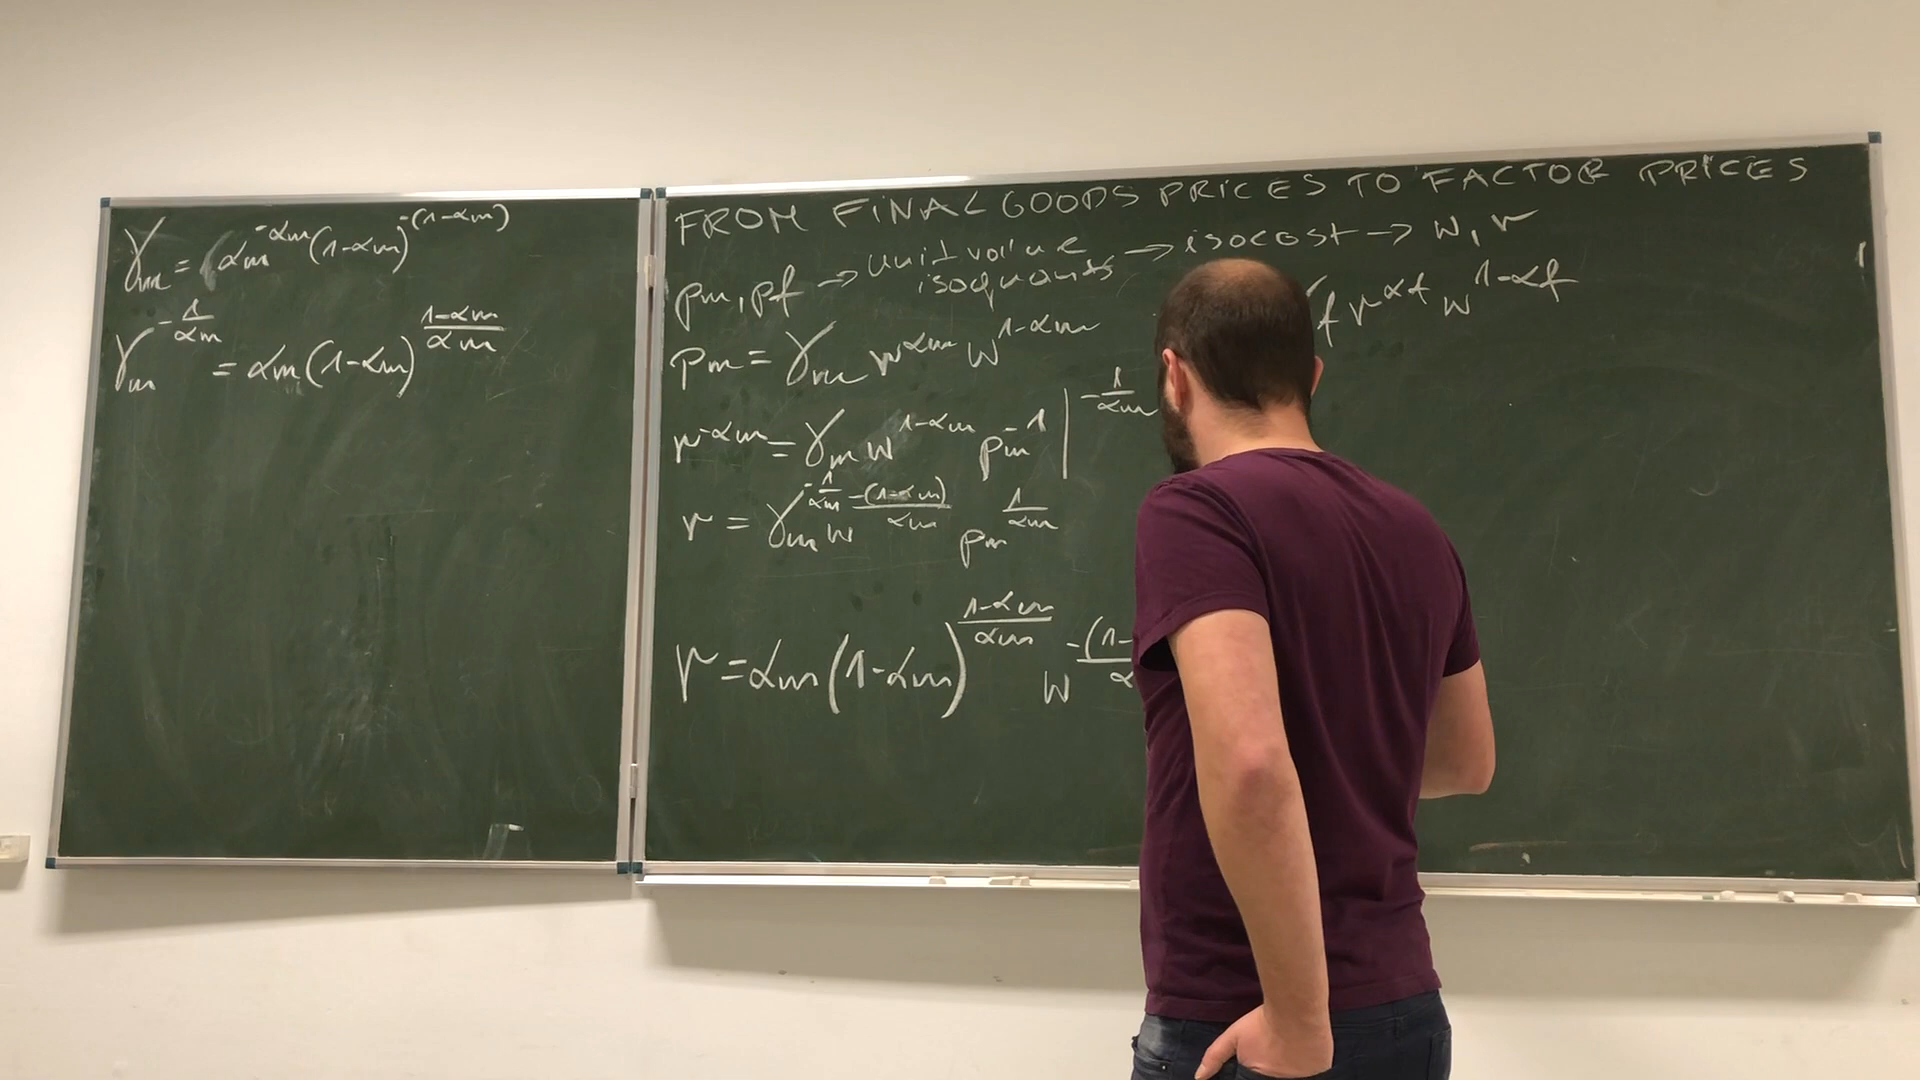 γm = αm^-αm (1-αm)^-(1-αm)
γm^-1/αm = αm(1-αm)^(1-αm)/αm
FROM FINAL GOODS PRICES TO FACTOR PRICES
pm, pf → unit value isoquants → isocost → w, r
pm = γm r^αm w^1-αm f r^αf w^1-αf
r^-αm = γm w^1-αm pm^-1 | -1/αm
r = γm^-1/αm w^-(1-αm)/αm pm^1/αm
r = αm(1-αm)^(1-αm)/αm w^-(1-/α